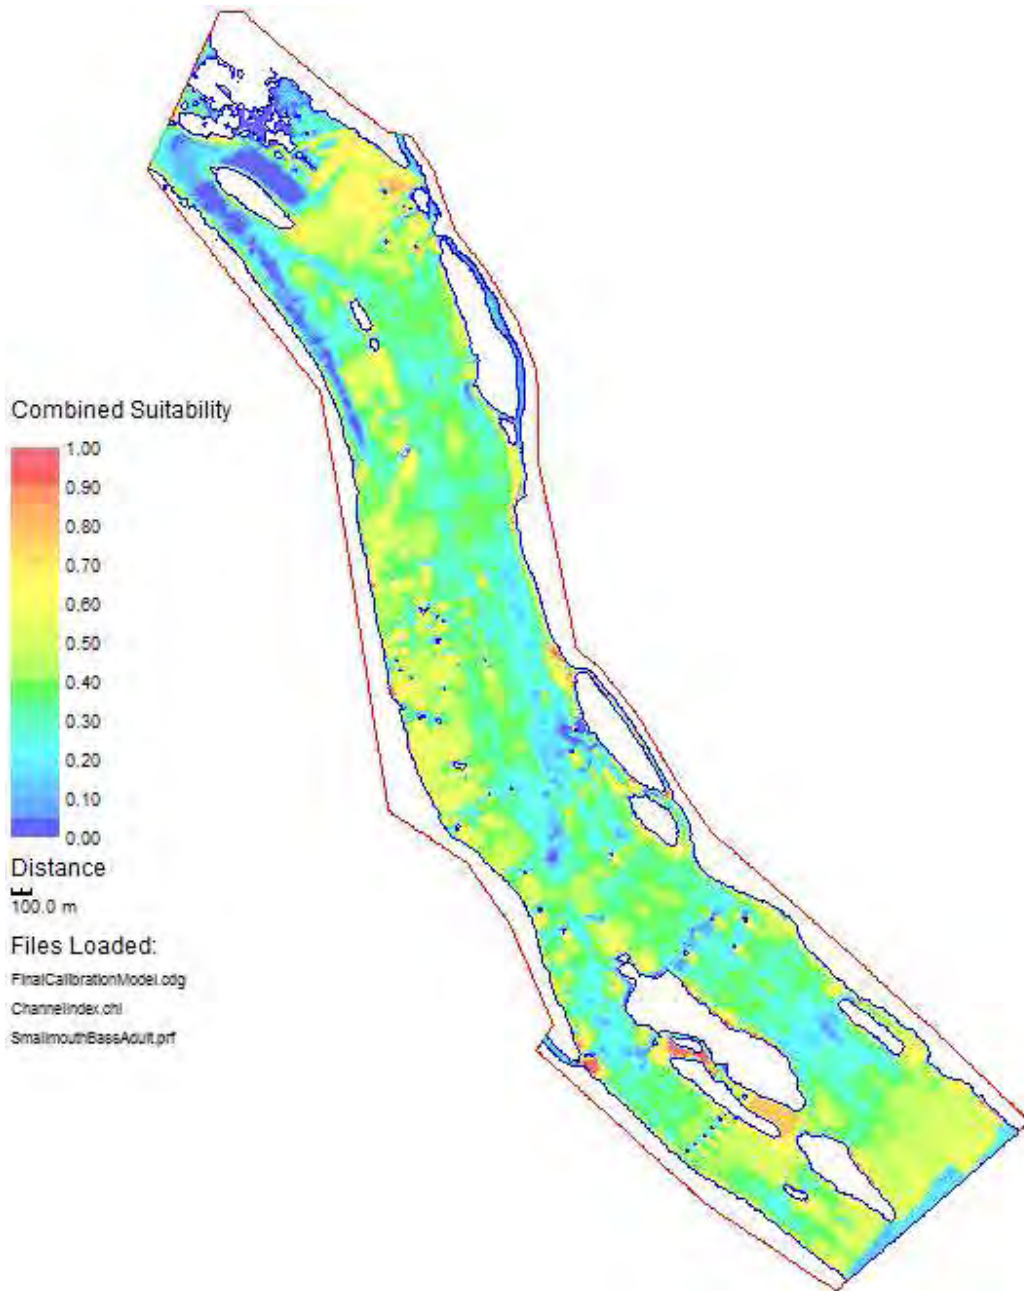 Combined Suitability
1.00
0.90
0.80
0.70
0.60
0.50
0.40
0.30
0.20
0.10
0.00
Distance
100.0 m
Files Loaded:
FinalCalibrationModel.cdg
ChannelIndex.chi
SmallmouthBassAdult.prf